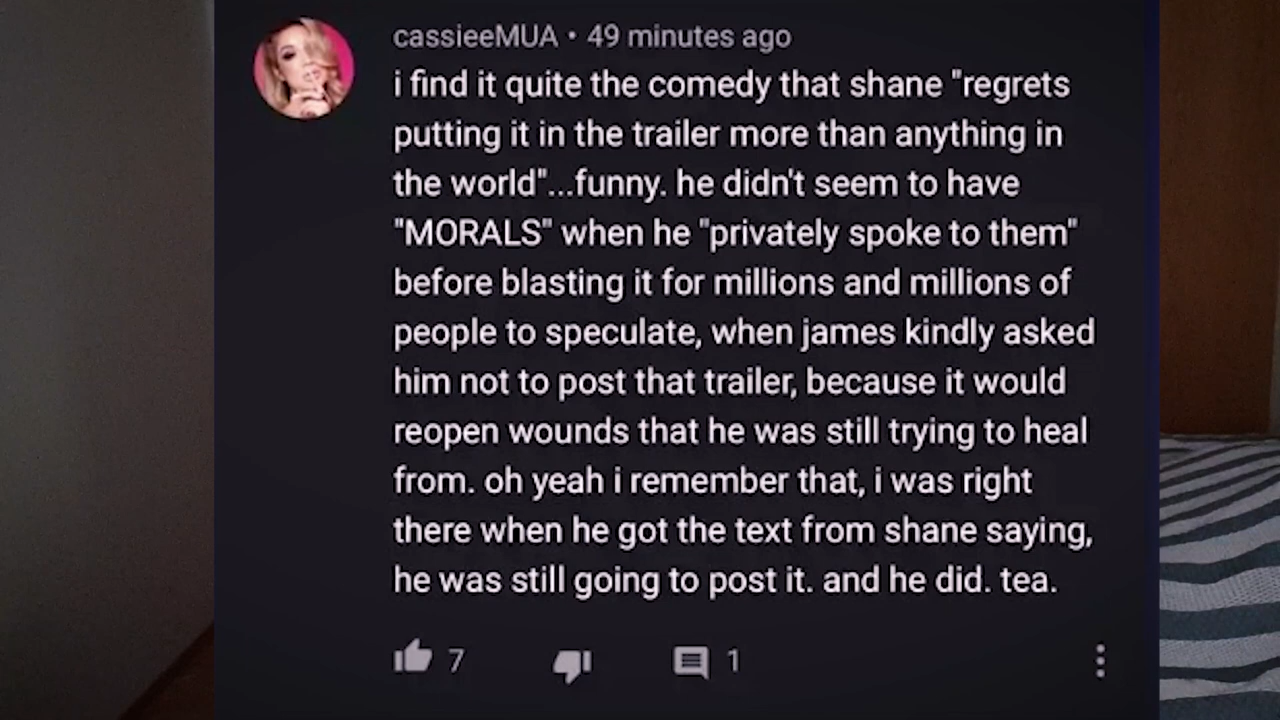 cassieeMUA • 49 minutes ago
i find it quite the comedy that shane "regrets
putting it in the trailer more than anything in
the world"...funny. he didn't seem to have
"MORALS" when he "privately spoke to them"
before blasting it for millions and millions of
people to speculate, when james kindly asked
him not to post that trailer, because it would
reopen wounds that he was still trying to heal
from. oh yeah i remember that, i was right
there when he got the text from shane saying,
he was still going to post it. and he did. tea.
7
1